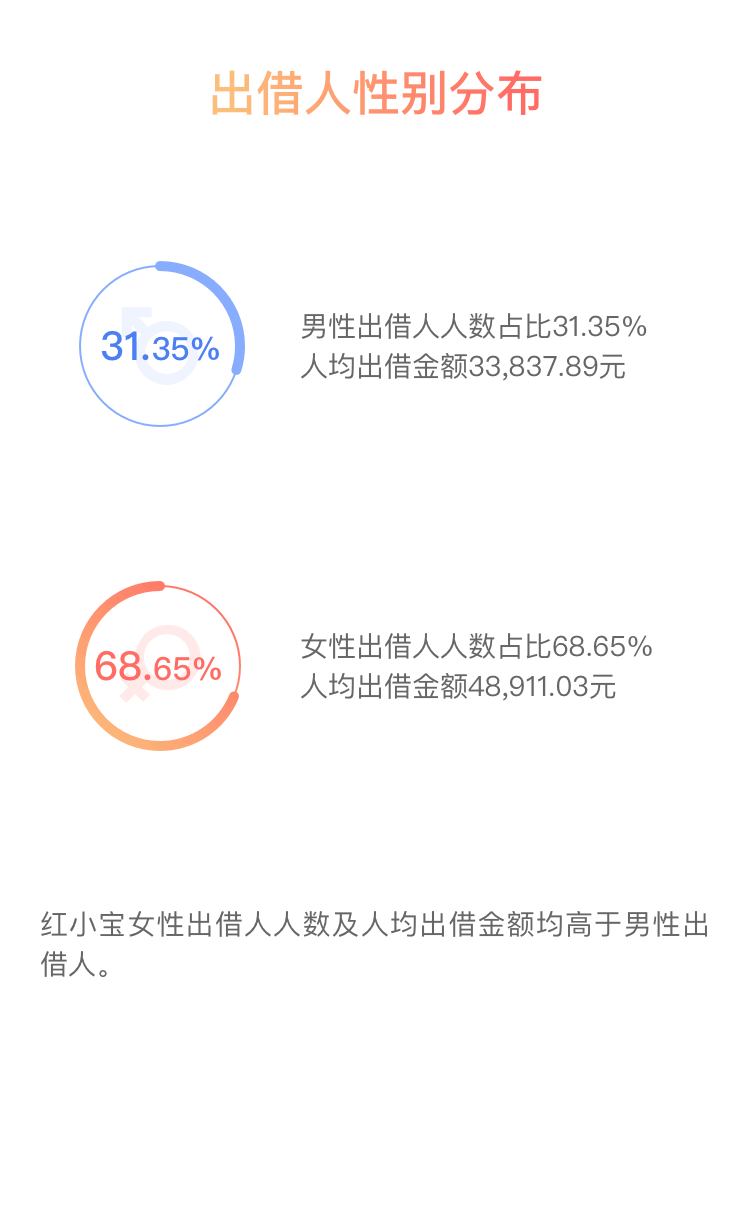 出借人性别分布
31.35%
男性出借人人数占比31.35%
人均出借金额33,837.89元
68.65%
女性出借人人数占比68.65%
人均出借金额48,911.03元
红小宝女性出借人人数及人均出借金额均高于男性出
借人。